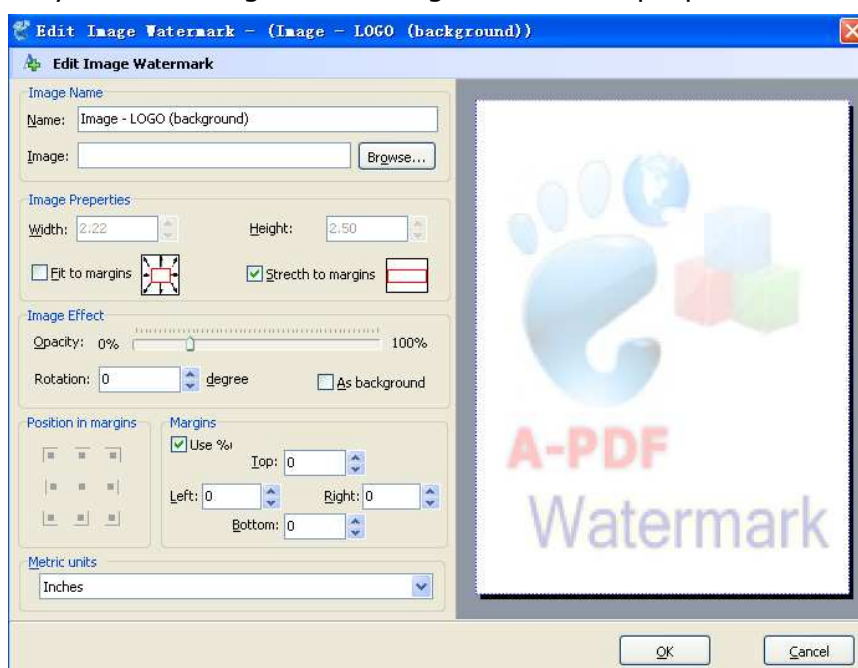 Edit Image Watermark - (Image - LOGO (background))
Edit Image Watermark
Image Name
Name: Image - LOGO (background)
Image: Browse...
Image Preperties
Width: 2.22 Height: 2.50
Fit to margins Strecth to margins
Image Effect
Opacity: 0% 100%
Rotation: 0 degree As background
Position in margins Margins
Use %
Top: 0
Left: 0 Right: 0
Bottom: 0
Metric units
Inches
A-PDF
Watermark
OK Cancel